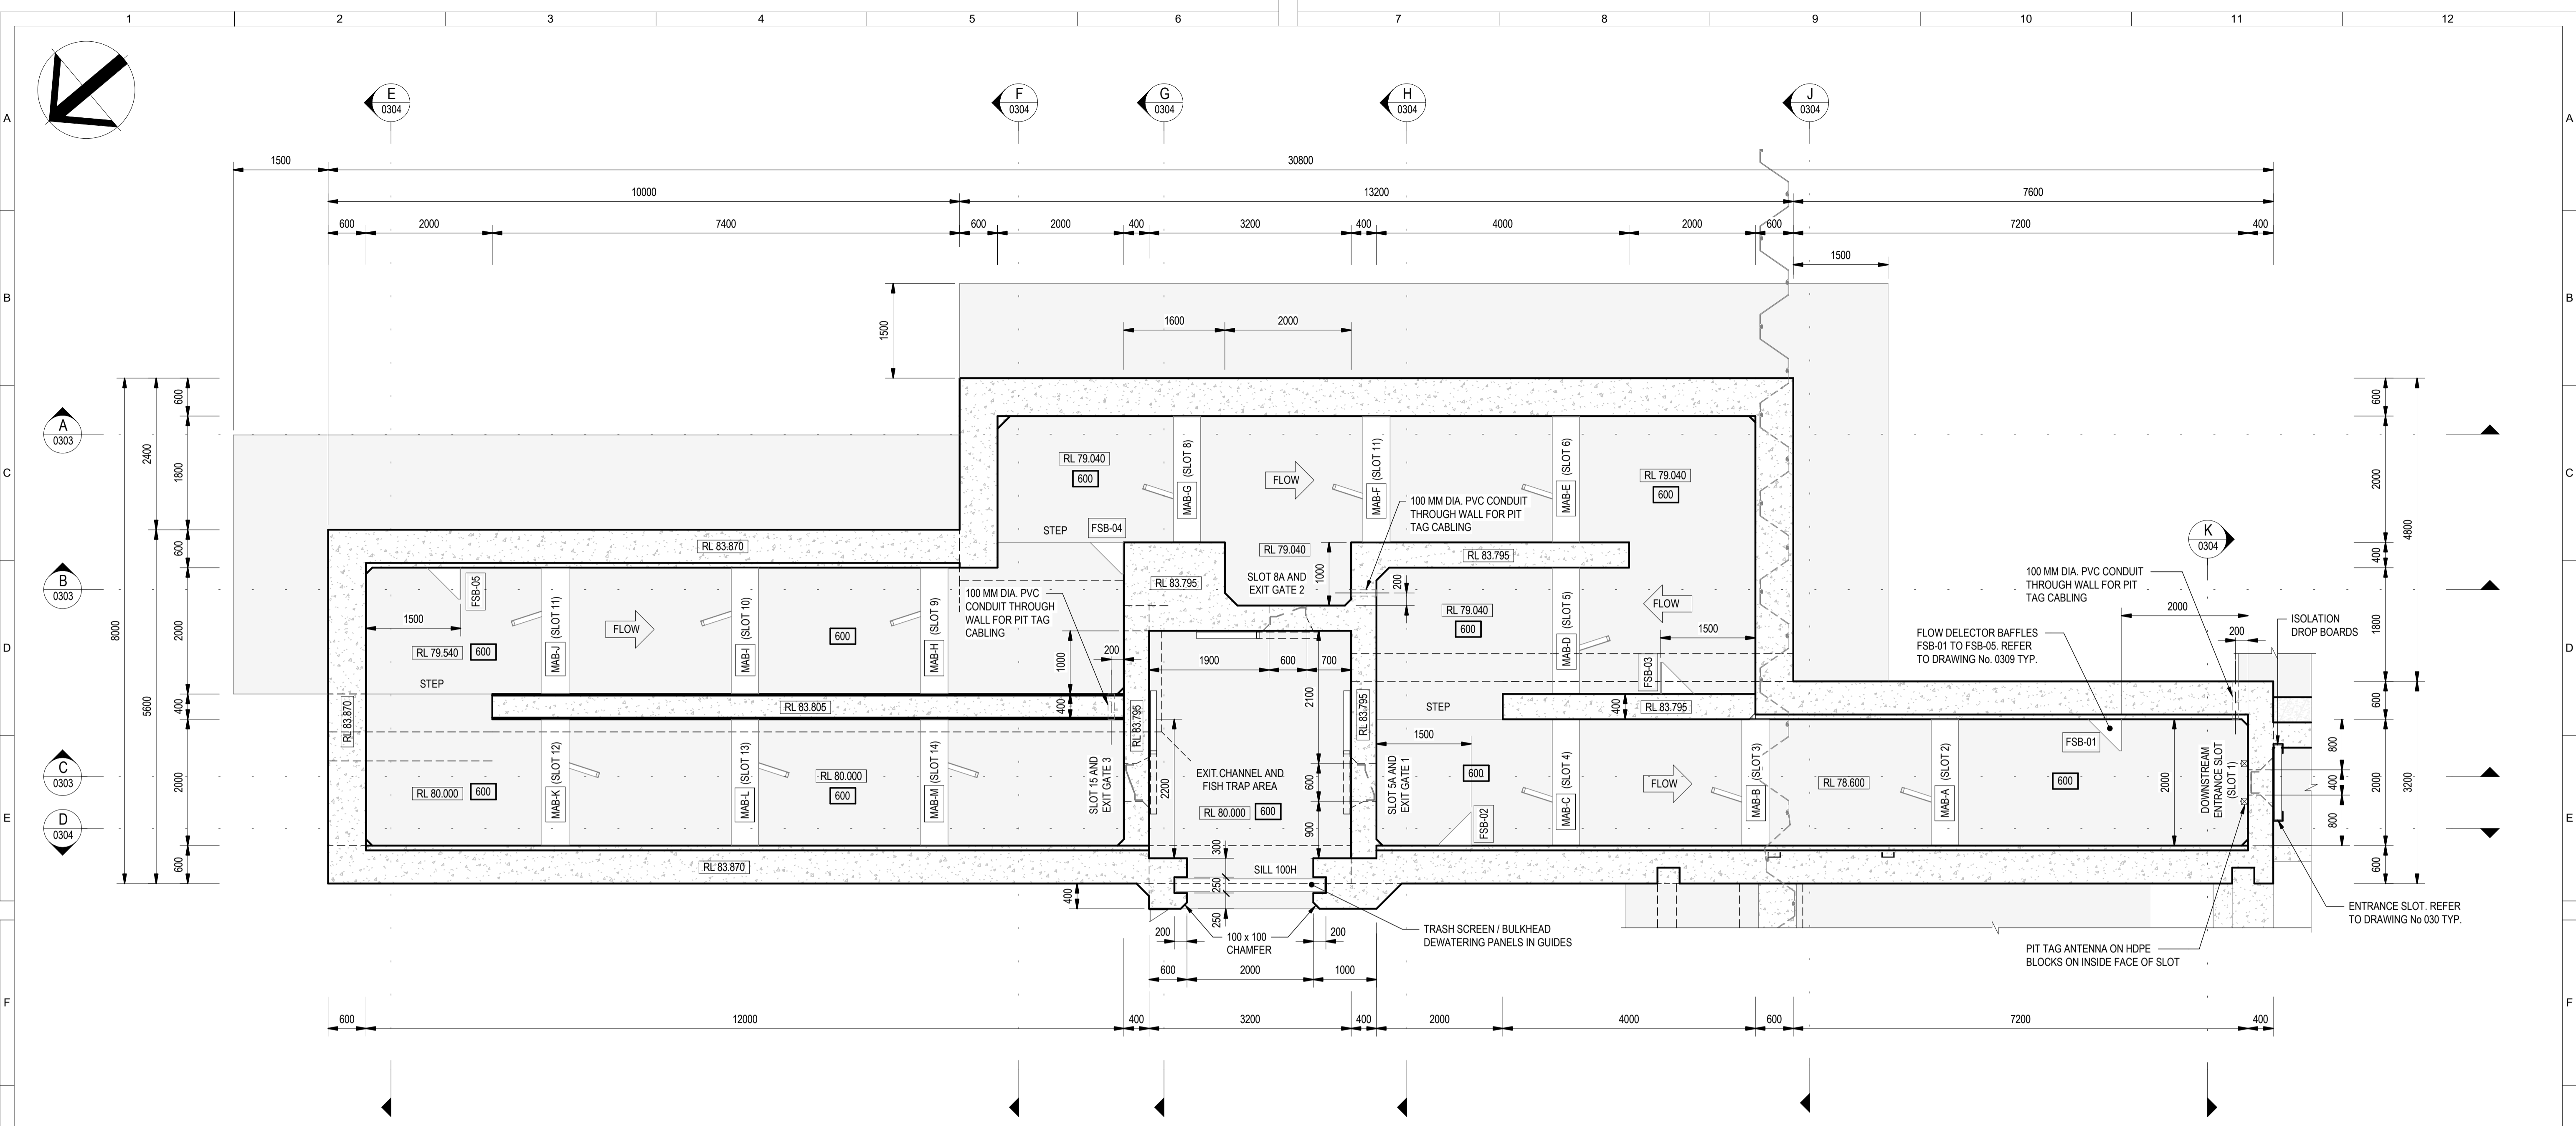 1 2 3 4 5 6 7 8 9 10 11 12
A A
E 0304
F 0304
G 0304
H 0304
J 0304
1500 30800
10000 13200 7600
600 2000 7400 600 2000 400 3200 400 4000 2000 600 7200 400
1500
B B
1500
1600 2000
8000
5600 2400
600 1800 600 2000 400 2000 600
A
0303
B
0303
C
0303
D
0304
C C
D D
E E
F F
600 2000 400 1800 600 2000 600
4800 3200
RL 79.040
600
MAB-G (SLOT 8)
FLOW
MAB-F (SLOT 11)
MAB-E (SLOT 6)
RL 79.040
600
100 MM DIA. PVC CONDUIT
THROUGH WALL FOR PIT
TAG CABLING
STEP
FSB-04
RL 83.870
RL 79.040
SLOT 8A AND
EXIT GATE 2
1000
200
RL 83.795
RL 83.795
K
0304
100 MM DIA. PVC CONDUIT
THROUGH WALL FOR PIT
TAG CABLING
2000
200
ISOLATION
DROP BOARDS
FLOW DELECTOR BAFFLES
FSB-01 TO FSB-05. REFER
TO DRAWING No. 0309 TYP.
FSB-05
1500
RL 79.540
600
STEP
MAB-J (SLOT 11)
FLOW
MAB-I (SLOT 10)
600
MAB-H (SLOT 9)
100 MM DIA. PVC
CONDUIT THROUGH
WALL FOR PIT TAG
CABLING
200
1000
400
1900 600 700
2100
600
900
RL 79.040
600
MAB-D (SLOT 5)
FLOW
1500
FSB-03
RL 83.870
RL 83.805
RL 83.795
RL 83.795
STEP
400
RL 83.795
1500
RL 80.000
600
MAB-K (SLOT 12)
MAB-L (SLOT 13)
RL 80.000
600
MAB-M (SLOT 14)
SLOT 15 AND
EXIT GATE 3
2200
EXIT CHANNEL AND
FISH TRAP AREA
RL 80.000
600
SLOT 5A AND
EXIT GATE 1
600
FSB-02
MAB-C (SLOT 4)
FLOW
MAB-B (SLOT 3)
RL 78.600
MAB-A (SLOT 2)
600
FSB-01
2000
DOWNSTREAM
ENTRANCE SLOT
(SLOT 1)
800
400
800
RL 83.870
300
SILL 100H
250
250
400
200
100 x 100
CHAMFER
200
600 2000 1000
TRASH SCREEN / BULKHEAD
DEWATERING PANELS IN GUIDES
ENTRANCE SLOT. REFER
TO DRAWING No 030 TYP.
PIT TAG ANTENNA ON HDPE
BLOCKS ON INSIDE FACE OF SLOT
600 12000 400 3200 400 2000 4000 600 7200 400